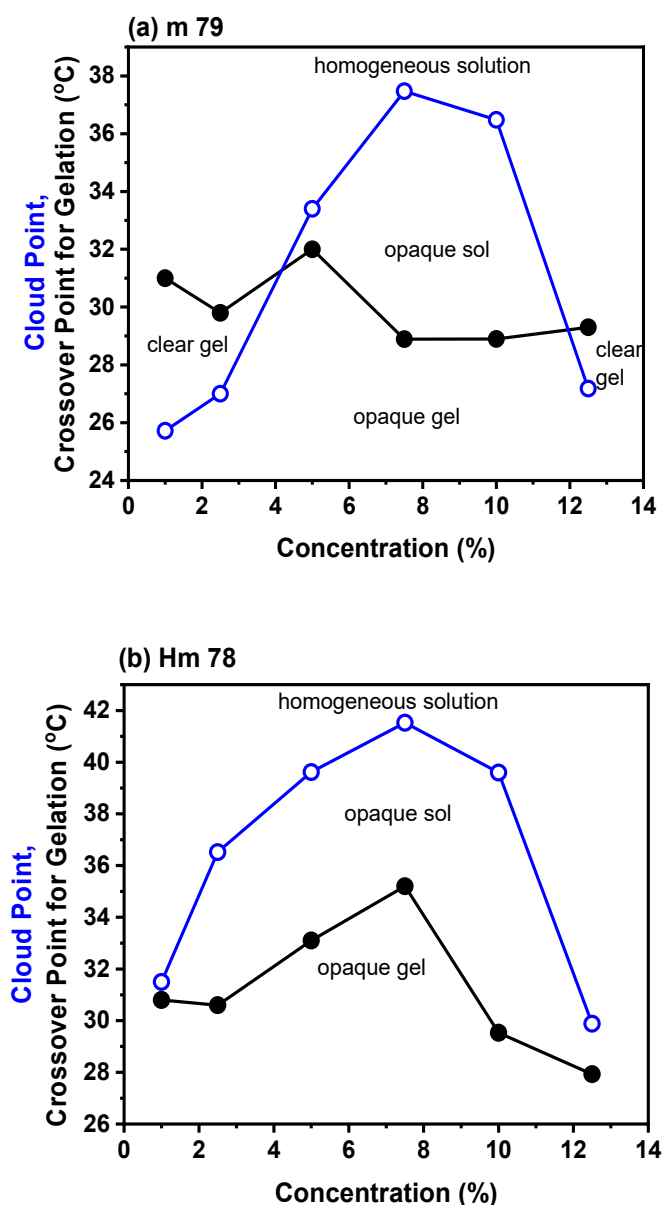 (a) m 79
Cloud Point,
Crossover Point for Gelation (°C)
38
36
34
32
30
28
26
24
homogeneous solution
opaque sol
clear gel
clear
gel
opaque gel
0 2 4 6 8 10 12 14
Concentration (%)
(b) Hm 78
Cloud Point,
Crossover Point for Gelation (°C)
42
40
38
36
34
32
30
28
26
homogeneous solution
opaque sol
opaque gel
0 2 4 6 8 10 12 14
Concentration (%)